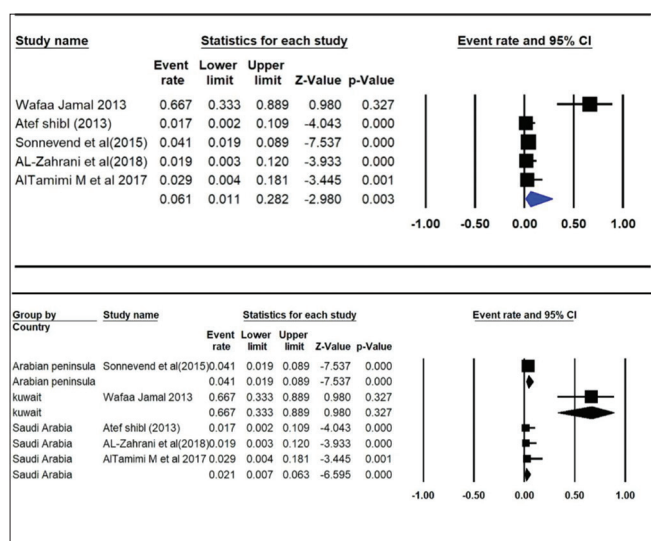 Study name Statistics for each study Event rate and 95% CI
Event rate Lower limit Upper limit Z-Value p-Value
Wafaa Jamal 2013 0.667 0.333 0.889 0.980 0.327
Atef shibl (2013) 0.017 0.002 0.109 -4.043 0.000
Sonnevend et al(2015) 0.041 0.019 0.089 -7.537 0.000
AL-Zahrani et al(2018) 0.019 0.003 0.120 -3.933 0.000
AlTamimi M et al 2017 0.029 0.004 0.181 -3.445 0.001
0.061 0.011 0.282 -2.980 0.003
-1.00 -0.50 0.00 0.50 1.00
Group by Country Study name Statistics for each study Event rate and 95% CI
Event rate Lower limit Upper limit Z-Value p-Value
Arabian peninsula Sonnevend et al(2015) 0.041 0.019 0.089 -7.537 0.000
Arabian peninsula 0.041 0.019 0.089 -7.537 0.000
kuwait Wafaa Jamal 2013 0.667 0.333 0.889 0.980 0.327
kuwait 0.667 0.333 0.889 0.980 0.327
Saudi Arabia Atef shibl (2013) 0.017 0.002 0.109 -4.043 0.000
Saudi Arabia AL-Zahrani et al(2018) 0.019 0.003 0.120 -3.933 0.000
Saudi Arabia AlTamimi M et al 2017 0.029 0.004 0.181 -3.445 0.001
Saudi Arabia 0.021 0.007 0.063 -6.595 0.000
-1.00 -0.50 0.00 0.50 1.00